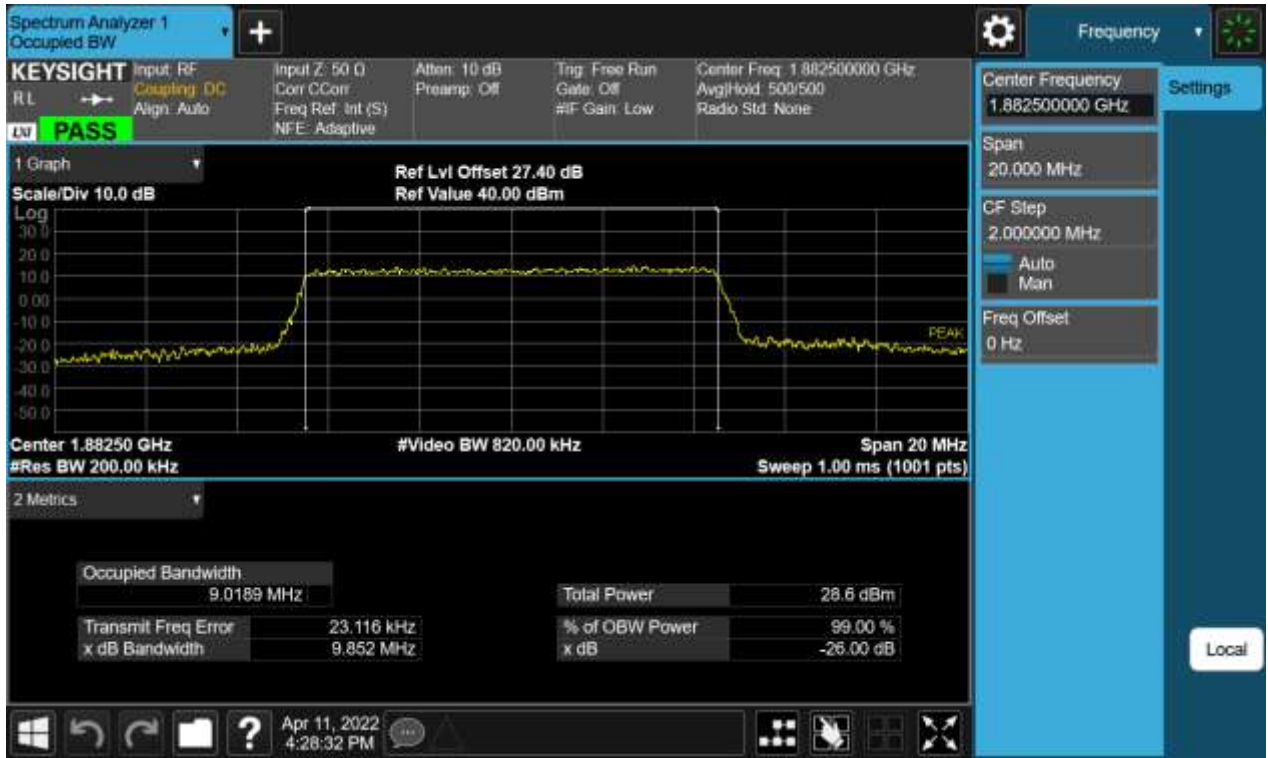 Spectrum Analyzer 1
Occupied BW
+
Frequency
KEYSIGHT
RL
LXI
PASS
Input: RF
Coupling: DC
Align: Auto
Input Z: 50 Ω
Corr CCorr
Freq Ref: Int (S)
NFE: Adaptive
Atten: 10 dB
Preamp: Off
Trig: Free Run
Gate: Off
#IF Gain: Low
Center Freq: 1.882500000 GHz
Avg|Hold: 500/500
Radio Std: None
Center Frequency
1.882500000 GHz
Settings
Span
20.000 MHz
CF Step
2.000000 MHz
Auto
Man
Freq Offset
0 Hz
Local
1 Graph
Scale/Div 10.0 dB
Ref Lvl Offset 27.40 dB
Ref Value 40.00 dBm
Log
30.0
20.0
10.0
0.00
-10.0
-20.0
-30.0
-40.0
-50.0
PEAK
Center 1.88250 GHz
#Video BW 820.00 kHz
Span 20 MHz
#Res BW 200.00 kHz
Sweep 1.00 ms (1001 pts)
2 Metrics
Occupied Bandwidth
9.0189 MHz
Total Power 28.6 dBm
Transmit Freq Error 23.116 kHz
% of OBW Power 99.00 %
x dB Bandwidth 9.852 MHz
x dB -26.00 dB
?
Apr 11, 2022
4:28:32 PM